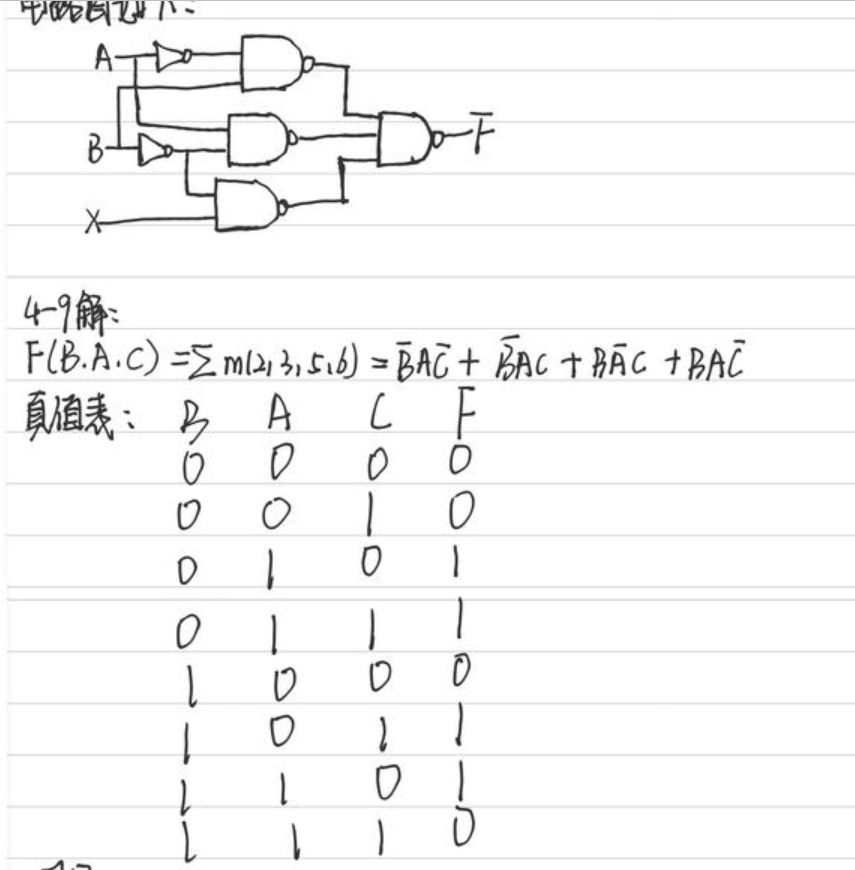 A
B
X
F
4-9解:
F(B.A.C) = Σm(2,3,5,6) = B̅AC̅ + B̅AC + BA̅C + BAC̅
真值表: B A C F
0 0 0 0
0 0 1 0
0 1 0 1
0 1 1 1
1 0 0 0
1 0 1 1
1 1 0 1
1 1 1 0